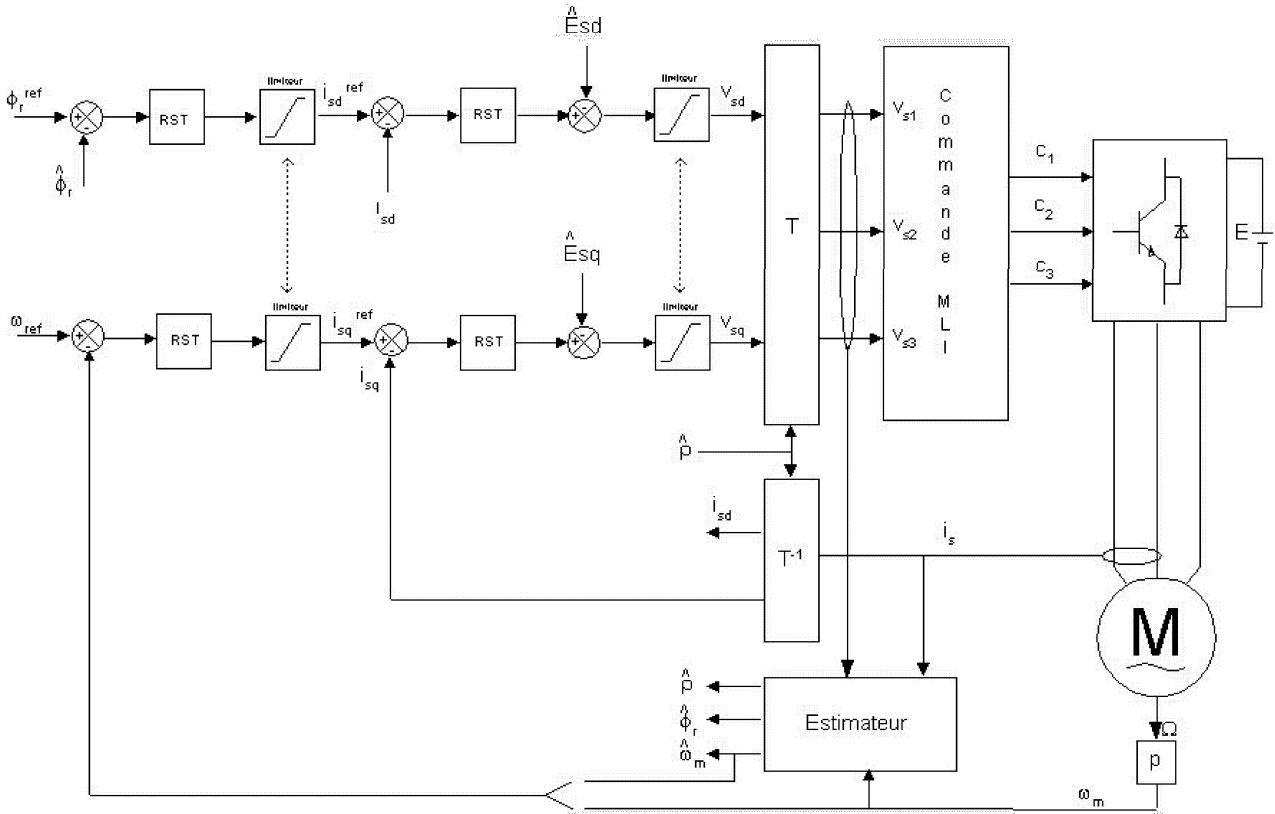 Êsd
ϕ̂r ref
limiteur
isd ref
limiteur
Vsd
+
-
RST
+
-
RST
-
Vs1
ϕ̂r
Isd
C o m m a n d e M L I
C1
C2
C3
E
T
Vs2
Êsq
ωref
limiteur
isq ref
limiteur
Vsq
Vs3
+
-
RST
+
-
RST
-
isq
p̂
isd
T-1
is
M
p̂
ϕ̂r
ω̂m
Estimateur
Ω
p
ωm